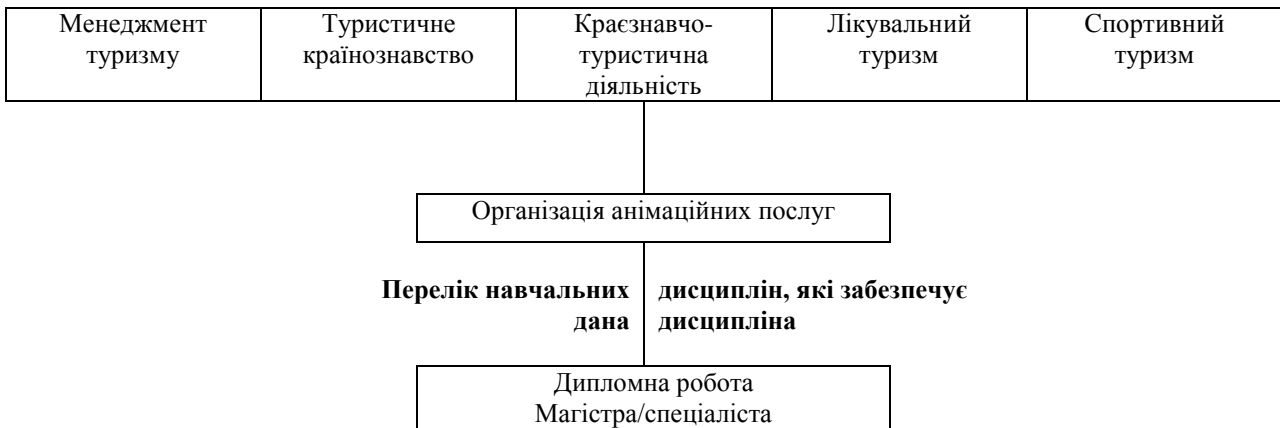 Менеджмент
туризму
Туристичне
країнознавство
Краєзнавчо-
туристична
діяльність
Лікувальний
туризм
Спортивний
туризм
Організація анімаційних послуг
Перелік навчальних дисциплін, які забезпечує
дана дисципліна
Дипломна робота
Магістра/спеціаліста